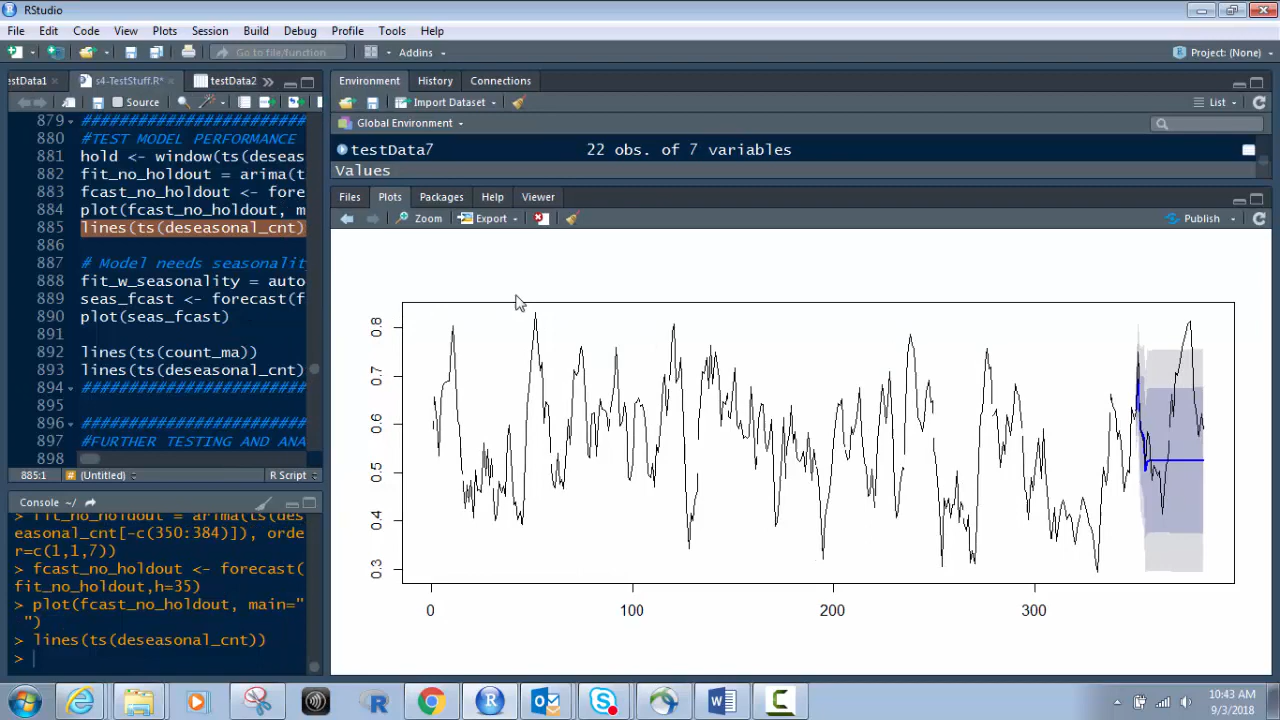 RStudio
File Edit Code View Plots Session Build Debug Profile Tools Help
Go to file/function Addins Project: (None)
estData1 s4-TestStuff.R* testData2
Source
879 ##########################
880 #TEST MODEL PERFORMANCE
881 hold <- window(ts(deseas
882 fit_no_holdout = arima(t
883 fcast_no_holdout <- fore
884 plot(fcast_no_holdout, m
885 lines(ts(deseasonal_cnt)
886
887 # Model needs seasonalit
888 fit_w_seasonality = auto
889 seas_fcast <- forecast(f
890 plot(seas_fcast)
891
892 lines(ts(count_ma))
893 lines(ts(deseasonal_cnt)
894 ##########################
895
896 ##########################
897 #FURTHER TESTING AND ANA
898
885:1 # (Untitled) R Script
Console ~/
fit_no_holdout = arima(ts(des
easonal_cnt[-c(350:384)]), orde
r=c(1,1,7))
> fcast_no_holdout <- forecast(
fit_no_holdout,h=35)
> plot(fcast_no_holdout, main="
")
> lines(ts(deseasonal_cnt))
>
Environment History Connections
Import Dataset List
Global Environment
testData7 22 obs. of 7 variables
Values
Files Plots Packages Help Viewer
Zoom Export Publish
0.8
0.7
0.6
0.5
0.4
0.3
0 100 200 300
10:43 AM
9/3/2018